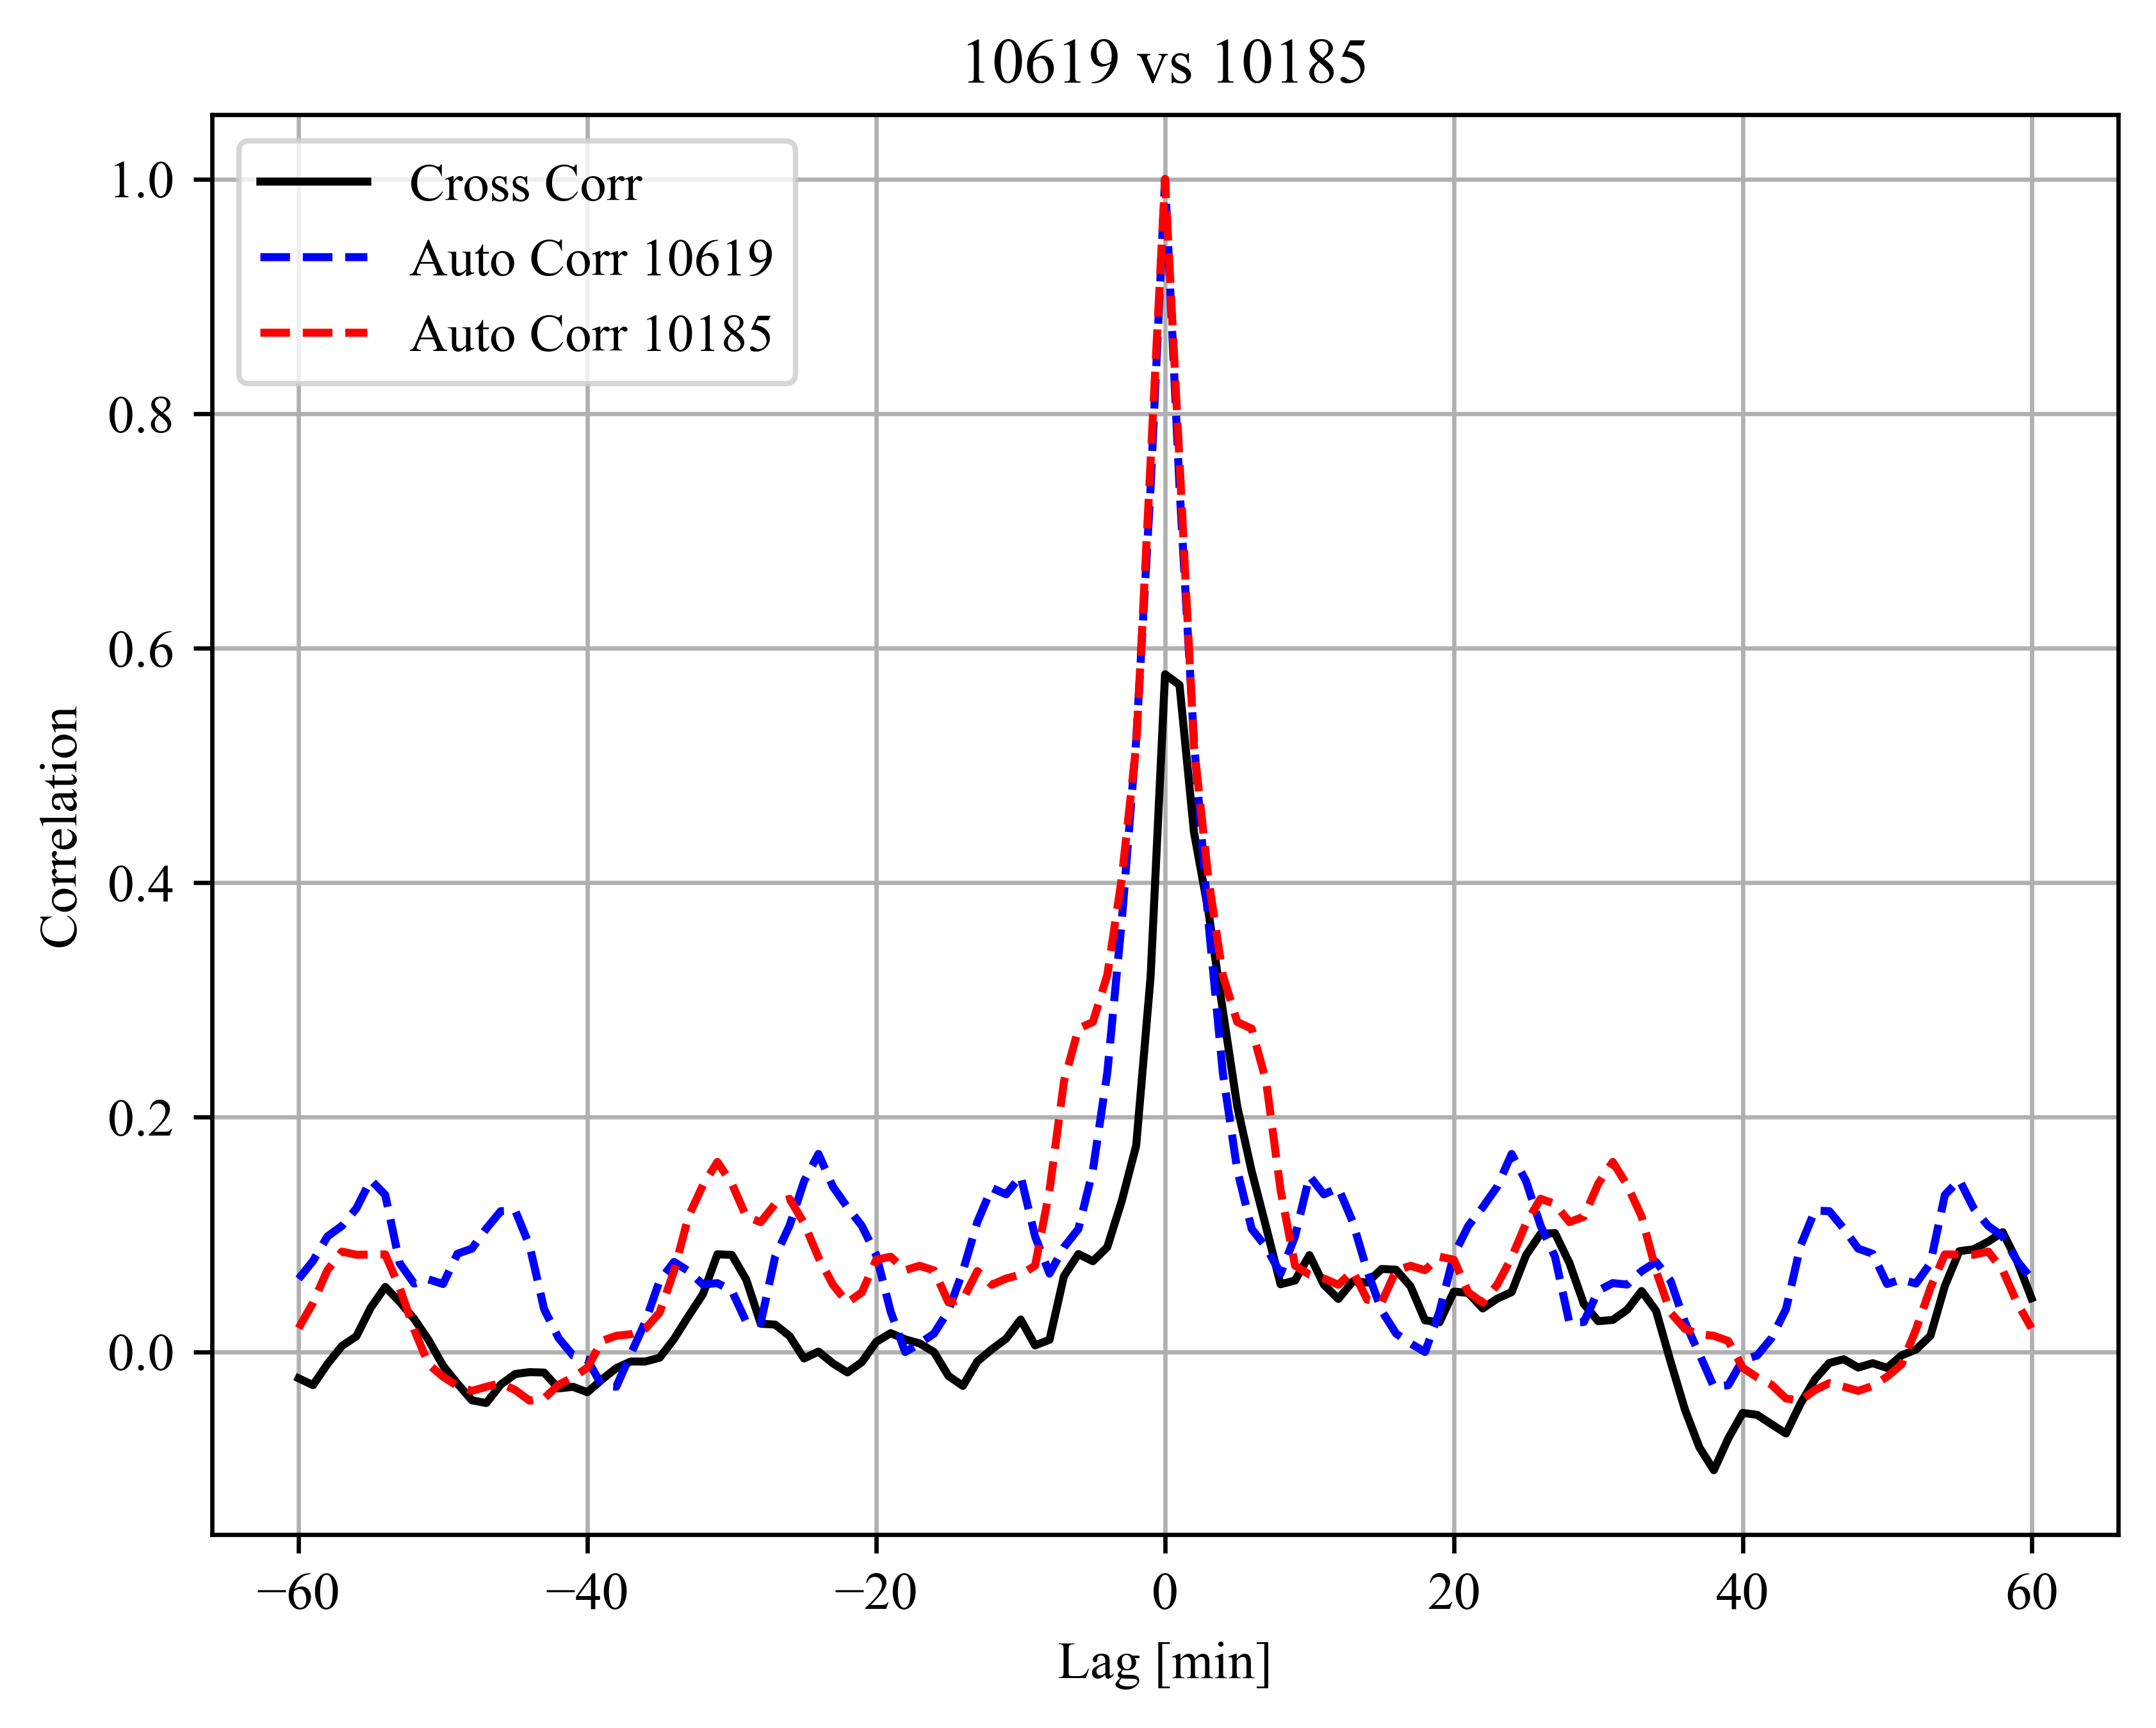 10619 vs 10185
1.0
0.8
0.6
0.4
0.2
0.0
Correlation
Cross Corr
Auto Corr 10619
Auto Corr 10185
−60 −40 −20 0 20 40 60
Lag [min]